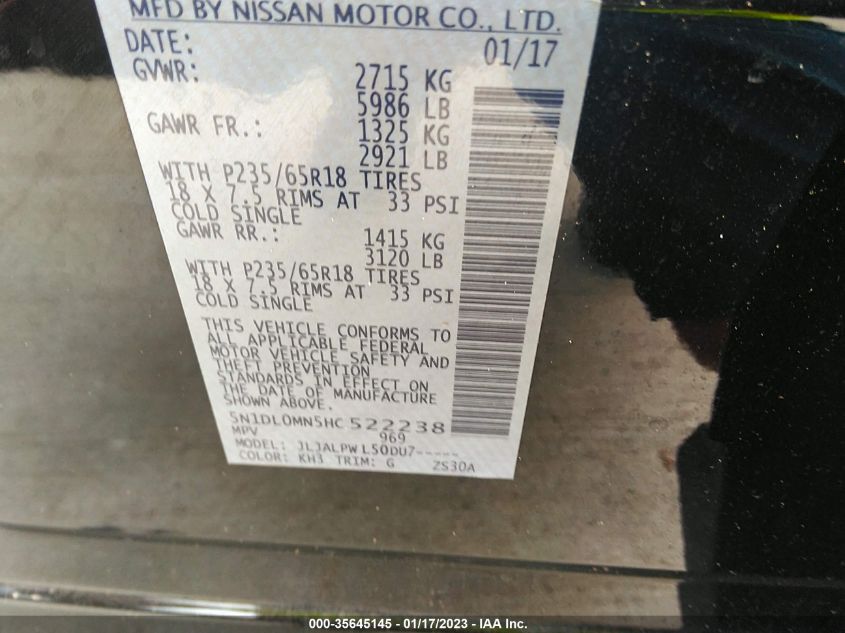 MFD BY NISSAN MOTOR CO., LTD.
DATE: 01/17
GVWR: 2715 KG
5986 LB
GAWR FR.: 1325 KG
2921 LB
WITH P235/65R18 TIRES
18 X 7.5 RIMS AT 33 PSI
COLD SINGLE
GAWR RR.: 1415 KG
3120 LB
WITH P235/65R18 TIRES
18 X 7.5 RIMS AT 33 PSI
COLD SINGLE
THIS VEHICLE CONFORMS TO
ALL APPLICABLE FEDERAL
MOTOR VEHICLE SAFETY AND
THEFT PREVENTION
STANDARDS IN EFFECT ON
THE DATE OF MANUFACTURE
SHOWN ABOVE.
5N1DL0MN5HC522238
MPV 969
MODEL: JLJALPWL50DU7-----
COLOR: KH3 TRIM: G ZS30A
000-35645145 - 01/17/2023 - IAA Inc.